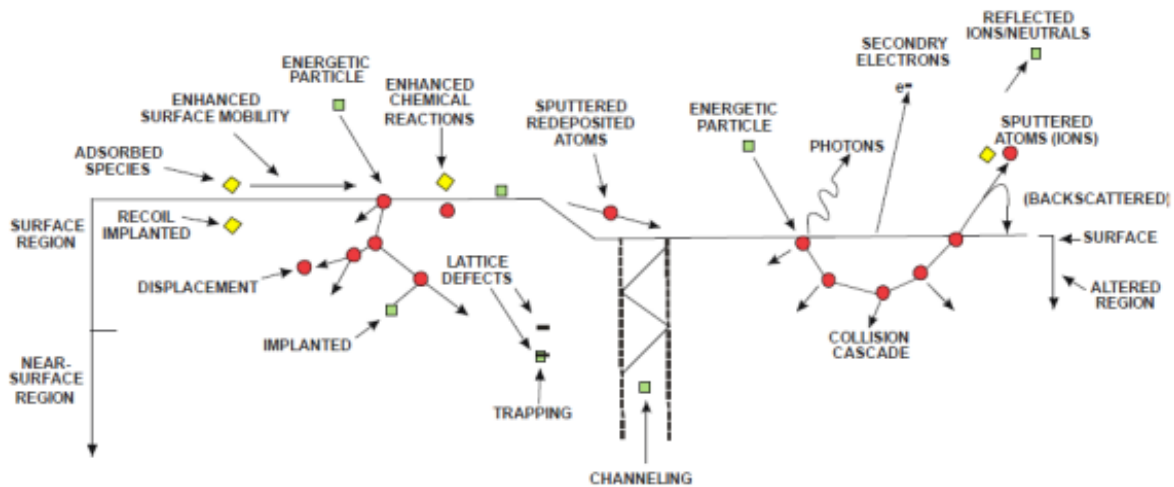 REFLECTED
IONS/NEUTRALS
SECONDRY
ELECTRONS
e-
ENERGETIC
PARTICLE
ENHANCED
CHEMICAL
REACTIONS
ENHANCED
SURFACE MOBILITY
SPUTTERED
REDEPOSITED
ATOMS
ENERGETIC
PARTICLE
SPUTTERED
ATOMS (IONS)
PHOTONS
ADSORBED
SPECIES
(BACKSCATTERED)
RECOIL
IMPLANTED
SURFACE
REGION
SURFACE
LATTICE
DEFECTS
DISPLACEMENT
ALTERED
REGION
IMPLANTED
COLLISION
CASCADE
NEAR-
SURFACE
REGION
TRAPPING
CHANNELING